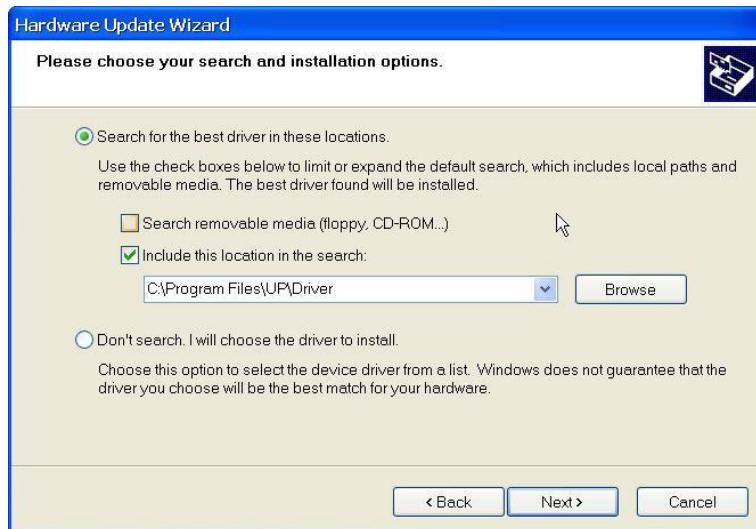 Hardware Update Wizard
Please choose your search and installation options.
Search for the best driver in these locations.
Use the check boxes below to limit or expand the default search, which includes local paths and
removable media. The best driver found will be installed.
Search removable media (floppy, CD-ROM...)
Include this location in the search:
C:\Program Files\UP\Driver
Browse
Don't search. I will choose the driver to install.
Choose this option to select the device driver from a list. Windows does not guarantee that the
driver you choose will be the best match for your hardware.
< Back
Next >
Cancel